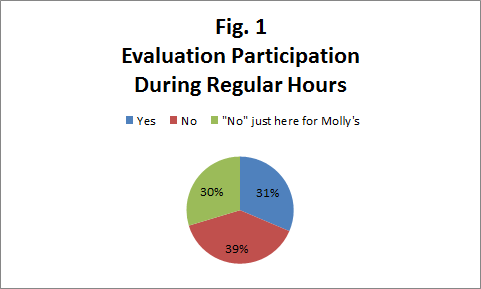 Fig. 1
Evaluation Participation
During Regular Hours
Yes No "No" just here for Molly's
30% 31%
39%